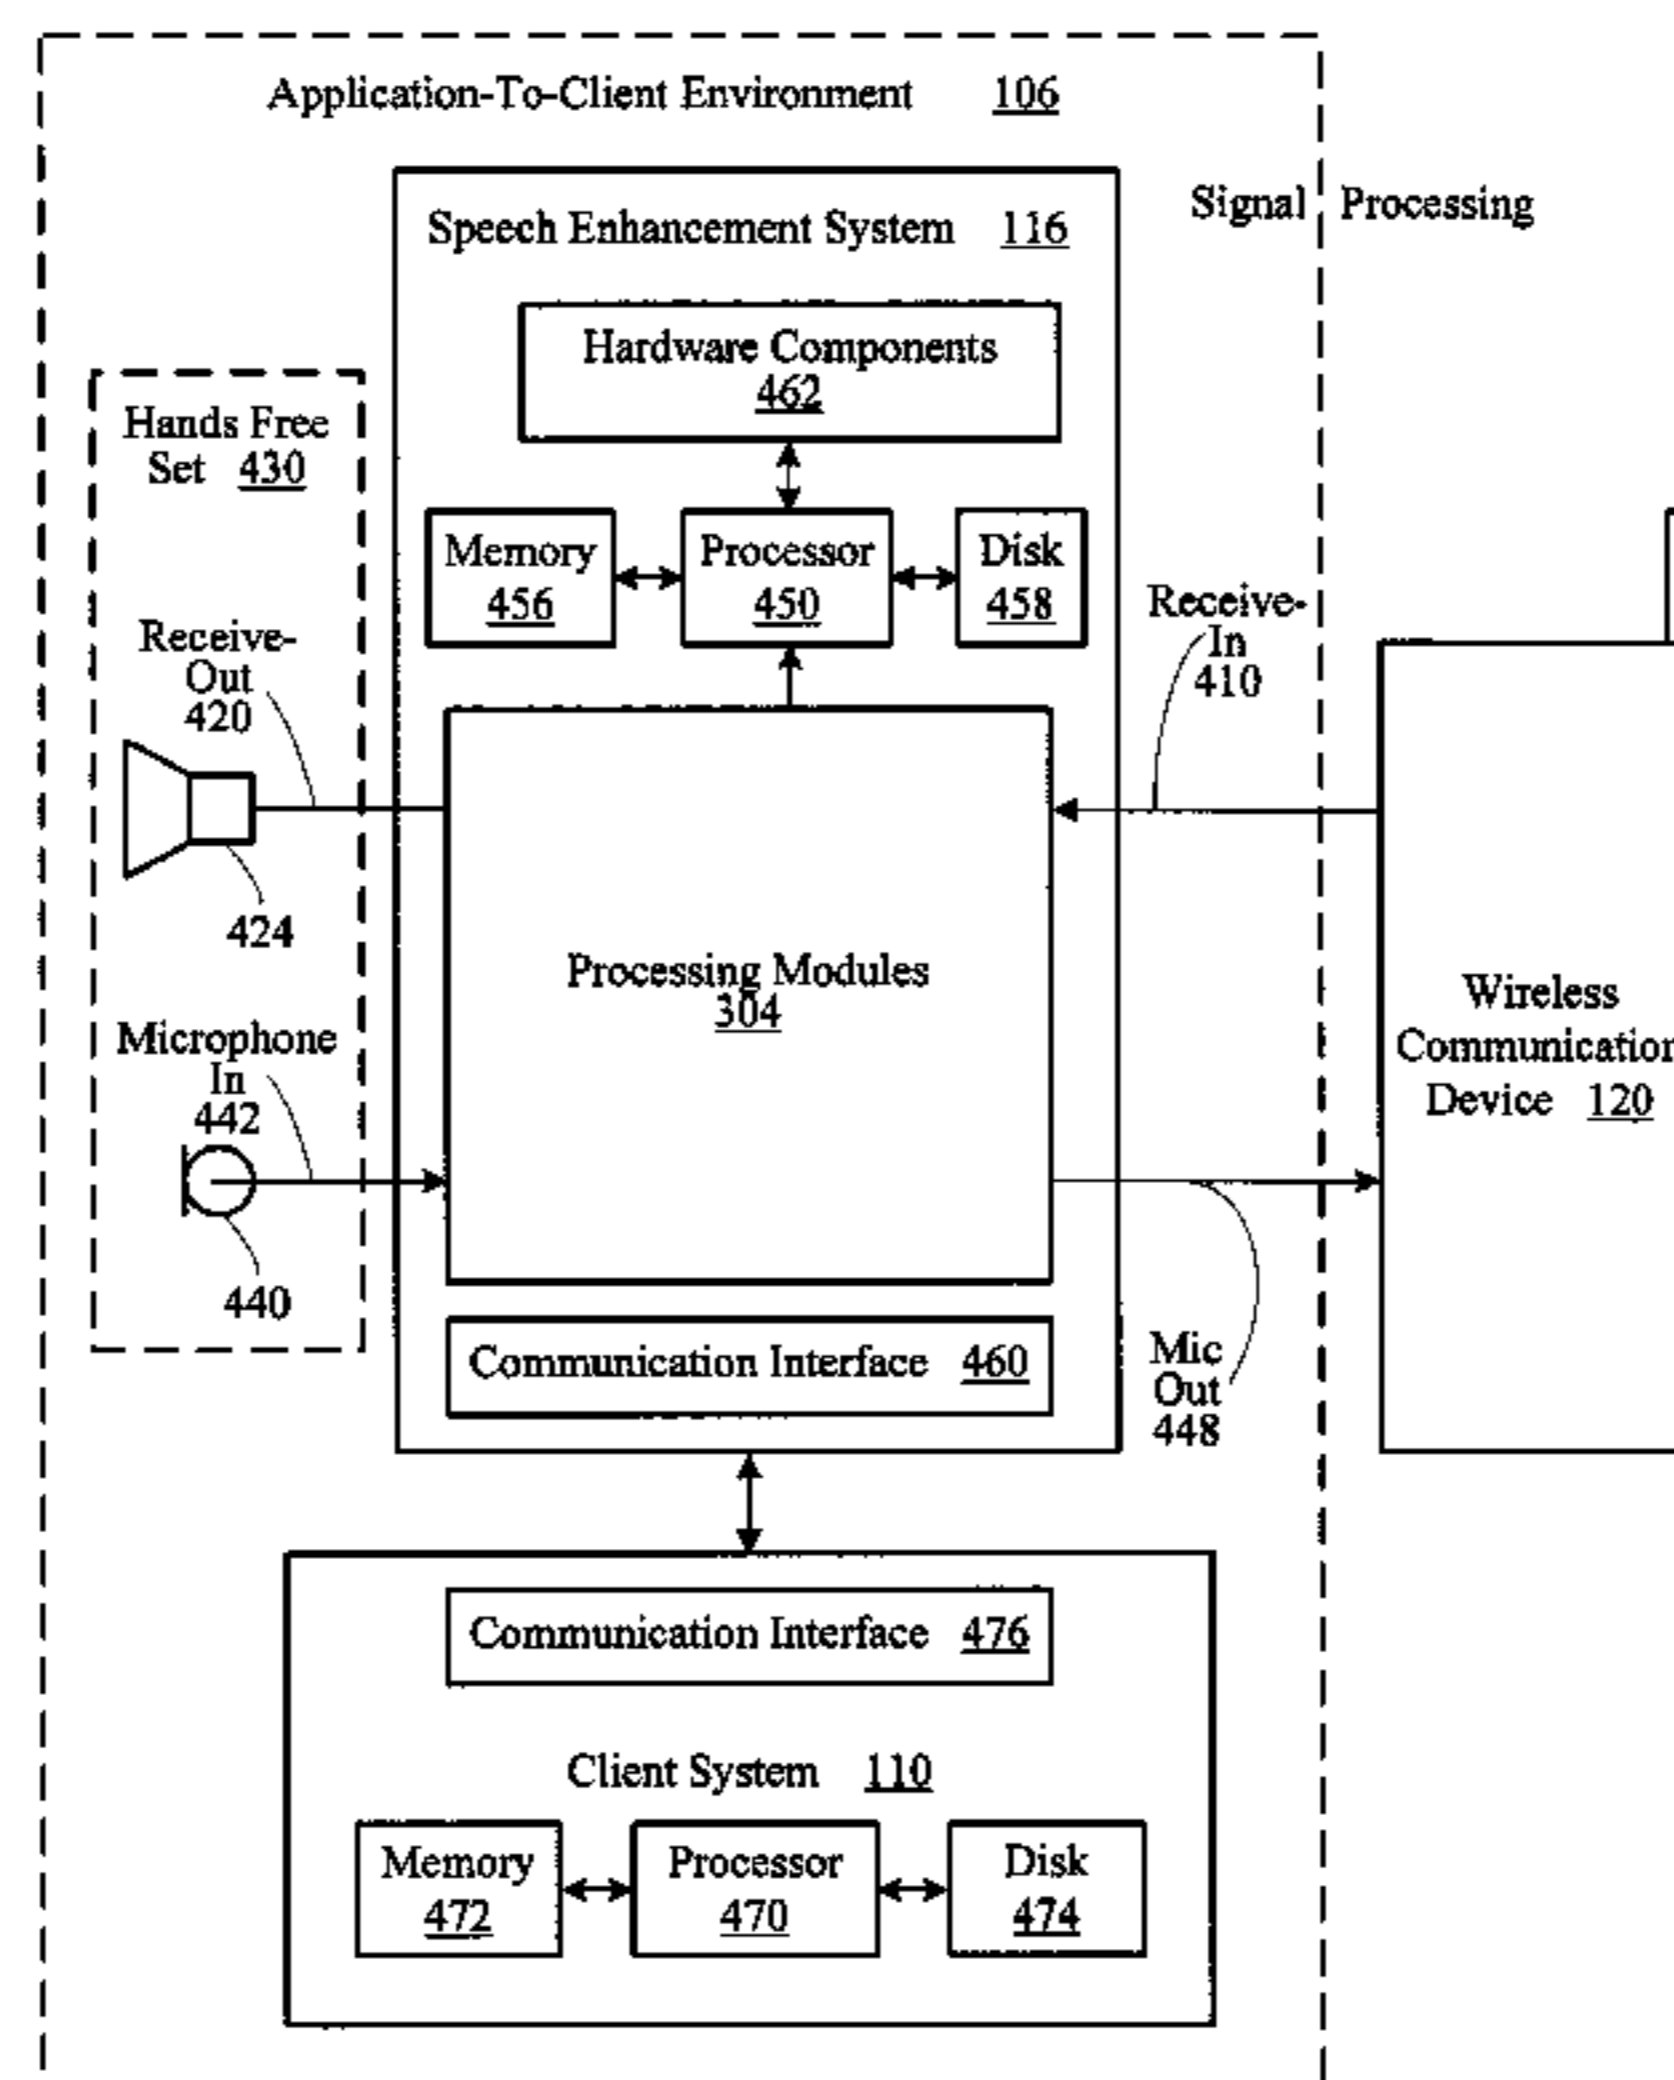 Application-To-Client Environment 106
Signal Processing
Speech Enhancement System 116
Hardware Components
462
Hands Free
Set 430
Memory
456
Processor
450
Disk
458
Receive-
In
410
Receive-
Out
420
424
Processing Modules
304
Wireless
Communication
Device 120
Microphone
In
442
440
Communication Interface 460
Mic
Out
448
Communication Interface 476
Client System 110
Memory
472
Processor
470
Disk
474